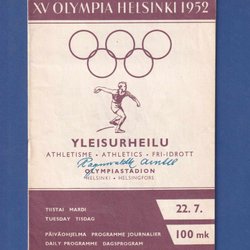 XV OLYMPIA HELSINKI 1952
YLEISURHEILU
ATHLETISME • ATHLETICS • FRI-IDROTT
OLYMPIASTADION
HELSINKI • HELSINGFORS
TIISTAI MARDI
TUESDAY TISDAG
22.7.
PÄIVÄOHJELMA PROGRAMME JOURNALIER
DAILY PROGRAMME DAGSPROGRAM
100 mk